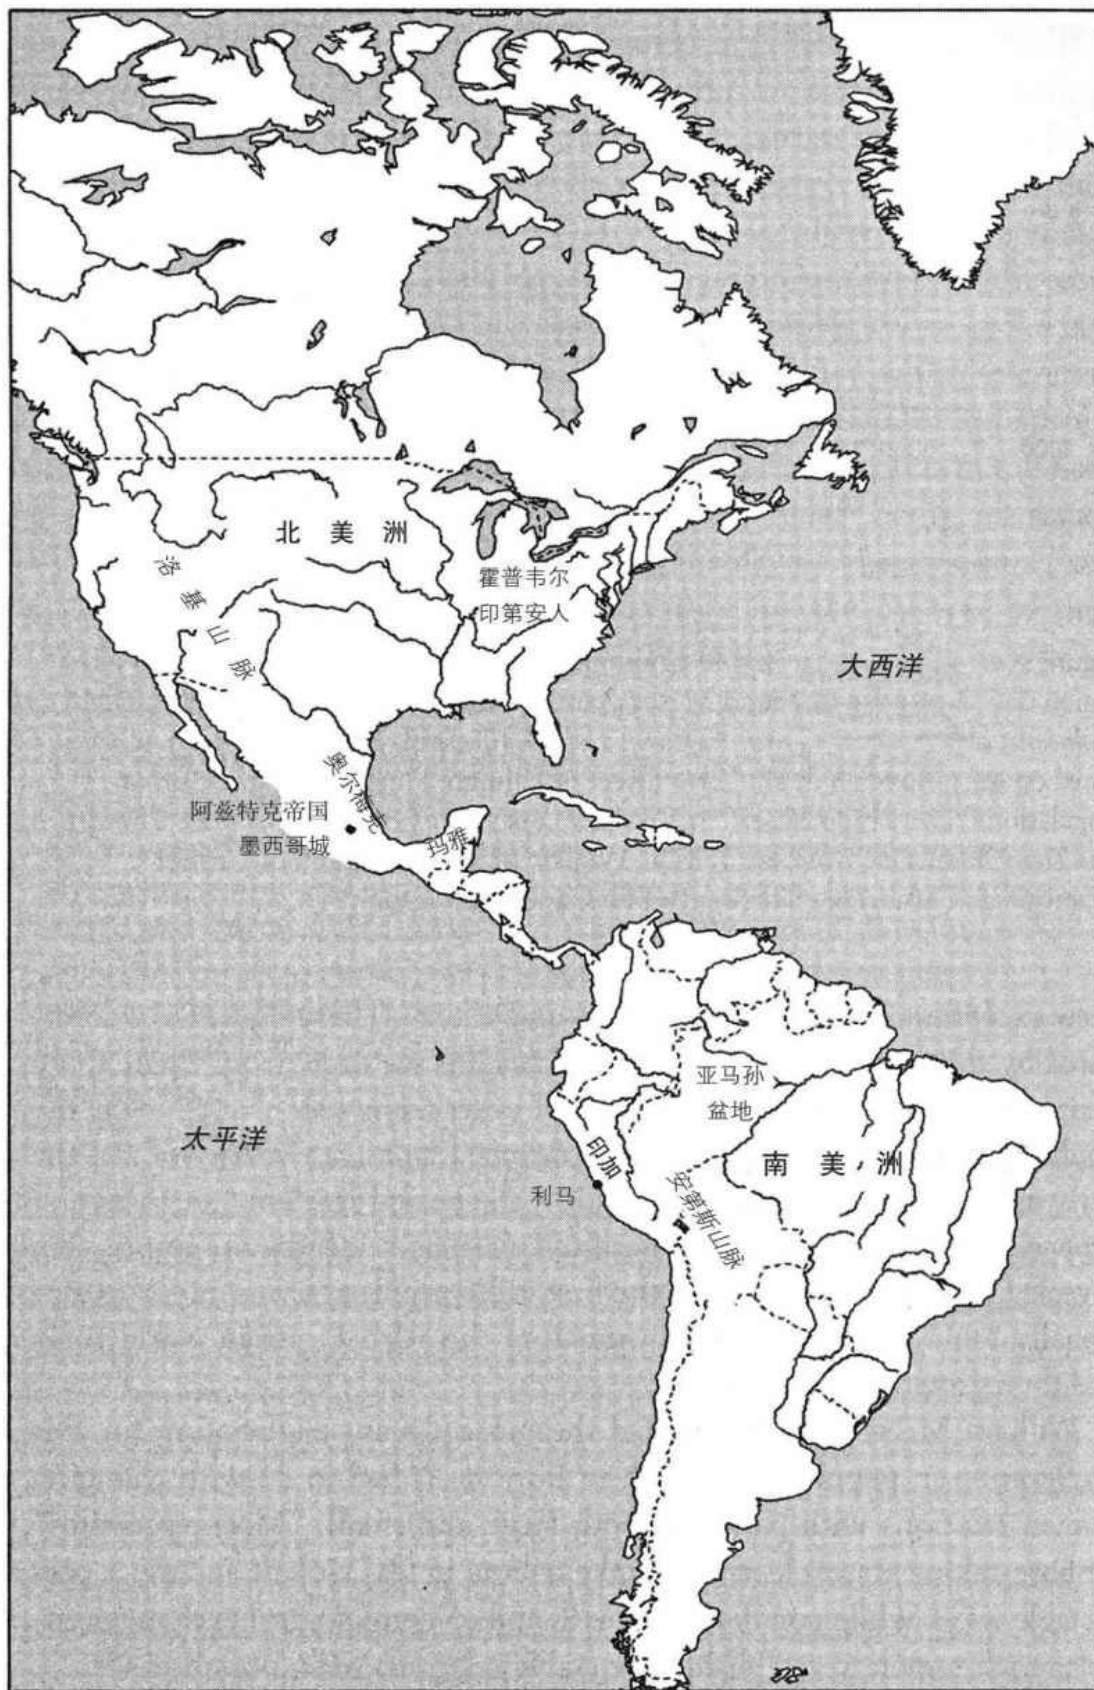 北美洲
洛基山脉
霍普韦尔
印第安人
大西洋
奥尔梅克
阿兹特克帝国
墨西哥城
玛雅
亚马孙
盆地
太平洋
印加
南美洲
利马
安第斯山脉